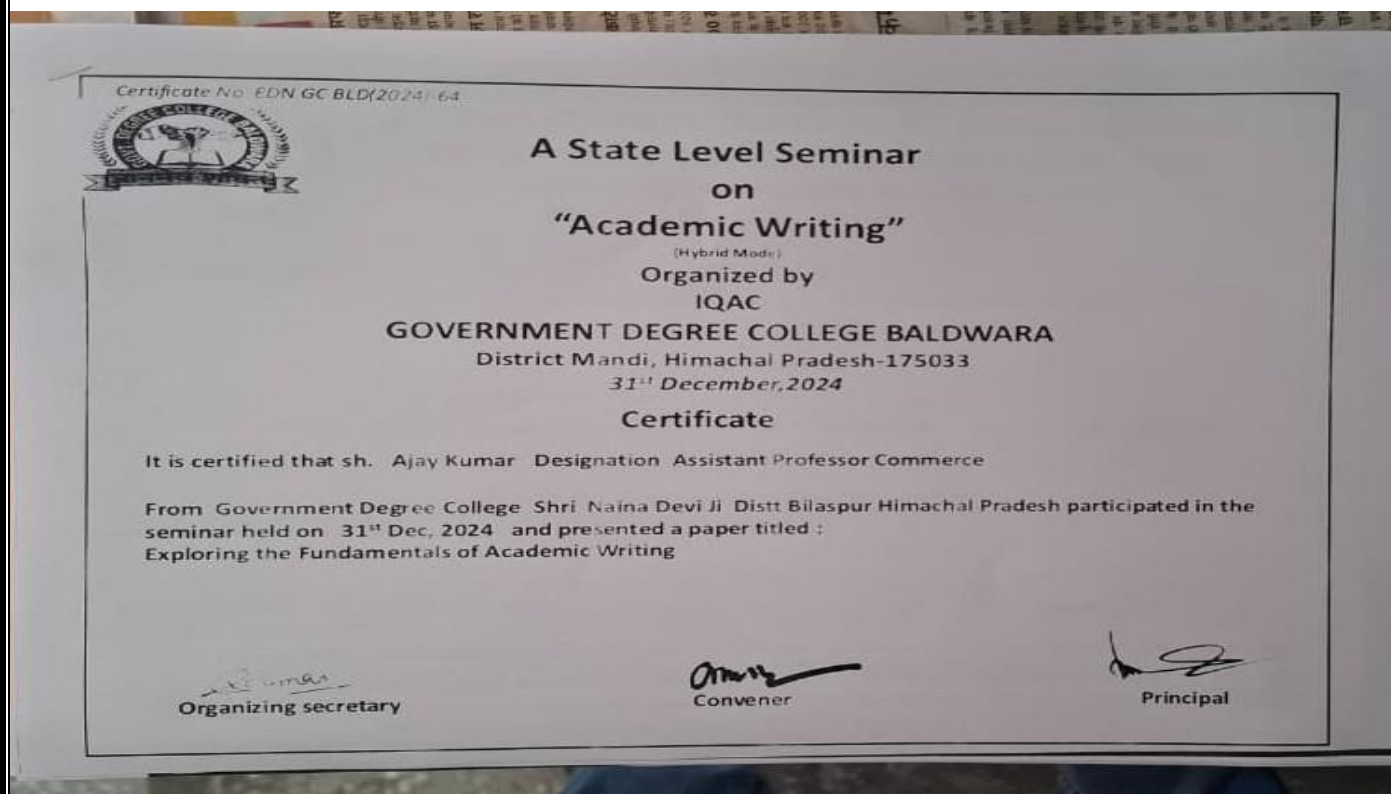 Certificate No. EDN GC BLD(2024)-64
GOVT DEGREE COLLEGE BALDWARA
A State Level Seminar
on
“Academic Writing”
(Hybrid Mode)
Organized by
IQAC
GOVERNMENT DEGREE COLLEGE BALDWARA
District Mandi, Himachal Pradesh-175033
31st December,2024
Certificate
It is certified that sh. Ajay Kumar Designation Assistant Professor Commerce
From Government Degree College Shri Naina Devi Ji Distt Bilaspur Himachal Pradesh participated in the
seminar held on 31st Dec, 2024 and presented a paper titled :
Exploring the Fundamentals of Academic Writing
Organizing secretary
Convener
Principal